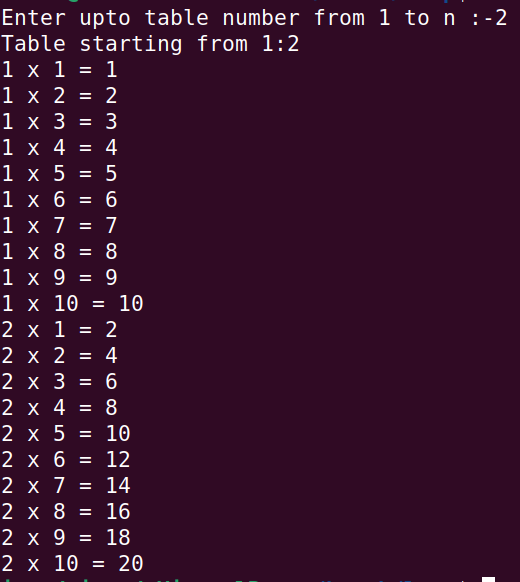 Enter upto table number from 1 to n :-2
Table starting from 1:2
1 x 1 = 1
1 x 2 = 2
1 x 3 = 3
1 x 4 = 4
1 x 5 = 5
1 x 6 = 6
1 x 7 = 7
1 x 8 = 8
1 x 9 = 9
1 x 10 = 10
2 x 1 = 2
2 x 2 = 4
2 x 3 = 6
2 x 4 = 8
2 x 5 = 10
2 x 6 = 12
2 x 7 = 14
2 x 8 = 16
2 x 9 = 18
2 x 10 = 20